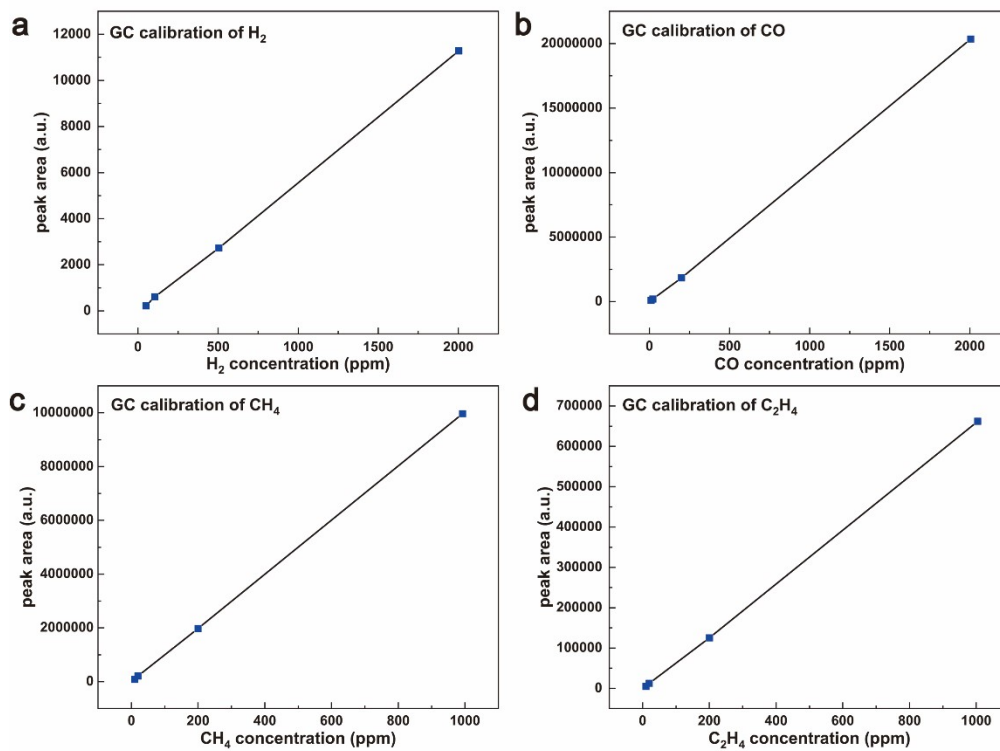 a
GC calibration of H₂
12000
10000
8000
6000
4000
2000
0
peak area (a.u.)
0 500 1000 1500 2000
H₂ concentration (ppm)
b
GC calibration of CO
20000000
15000000
10000000
5000000
0
peak area (a.u.)
0 500 1000 1500 2000
CO concentration (ppm)
c
GC calibration of CH₄
10000000
8000000
6000000
4000000
2000000
0
peak area (a.u.)
0 200 400 600 800 1000
CH₄ concentration (ppm)
d
GC calibration of C₂H₄
700000
600000
500000
400000
300000
200000
100000
0
peak area (a.u.)
0 200 400 600 800 1000
C₂H₄ concentration (ppm)